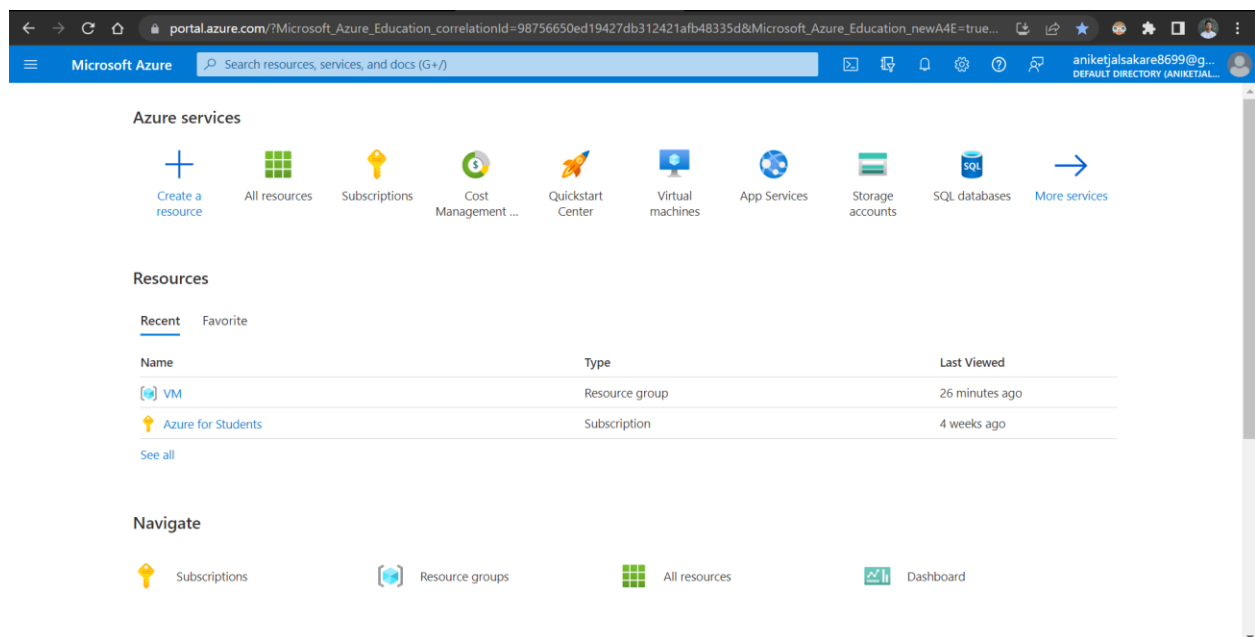 portal.azure.com/?Microsoft_Azure_Education_correlationId=98756650ed19427db312421afb48335d&Microsoft_Azure_Education_newA4E=true...
Microsoft Azure
Search resources, services, and docs (G+/)
aniketjalsakare8699@g...
DEFAULT DIRECTORY (ANIKETJAL...
Azure services
Create a
resource
All resources
Subscriptions
Cost
Management ...
Quickstart
Center
Virtual
machines
App Services
Storage
accounts
SQL
SQL databases
More services
Resources
Recent Favorite
Name Type Last Viewed
VM Resource group 26 minutes ago
Azure for Students Subscription 4 weeks ago
See all
Navigate
Subscriptions Resource groups All resources Dashboard